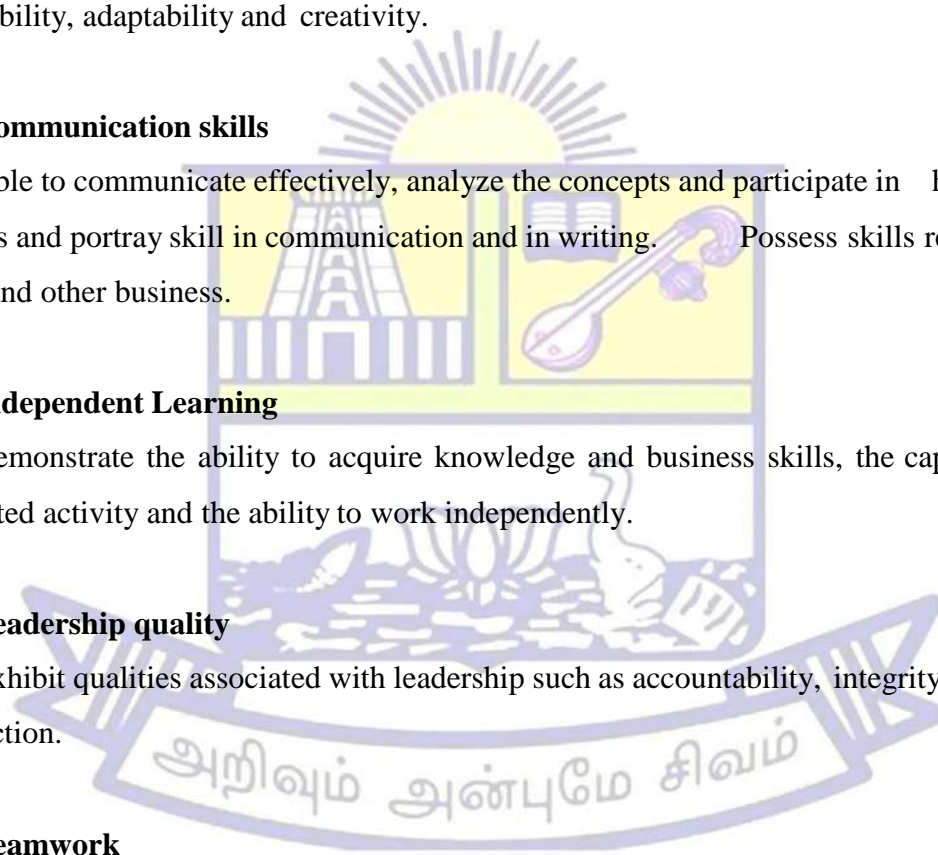 bility, adaptability and creativity.
ommunication skills
ble to communicate effectively, analyze the concepts and participate in
s and portray skill in communication and in writing. Possess skills
nd other business.
ndependent Learning
emonstrate the ability to acquire knowledge and business skills, the
ted activity and the ability to work independently.
eadership quality
xhibit qualities associated with leadership such as accountability, integrity
ction.
அறிவும் அன்புமே சிவம்
eamwork